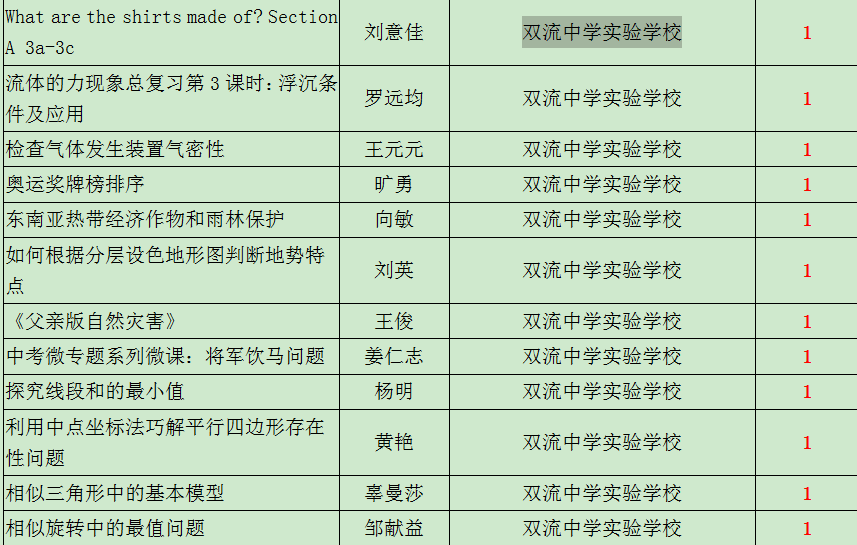 What are the shirts made of? Section
A 3a-3c
刘意佳
双流中学实验学校
1
流体的力现象总复习第 3 课时：浮沉条
件及应用
罗远均
双流中学实验学校
1
检查气体发生装置气密性
王元元
双流中学实验学校
1
奥运奖牌榜排序
旷勇
双流中学实验学校
1
东南亚热带经济作物和雨林保护
向敏
双流中学实验学校
1
如何根据分层设色地形图判断地势特
点
刘英
双流中学实验学校
1
《父亲版自然灾害》
王俊
双流中学实验学校
1
中考微专题系列微课：将军饮马问题
姜仁志
双流中学实验学校
1
探究线段和的最小值
杨明
双流中学实验学校
1
利用中点坐标法巧解平行四边形存在
性问题
黄艳
双流中学实验学校
1
相似三角形中的基本模型
辜曼莎
双流中学实验学校
1
相似旋转中的最值问题
邹献益
双流中学实验学校
1